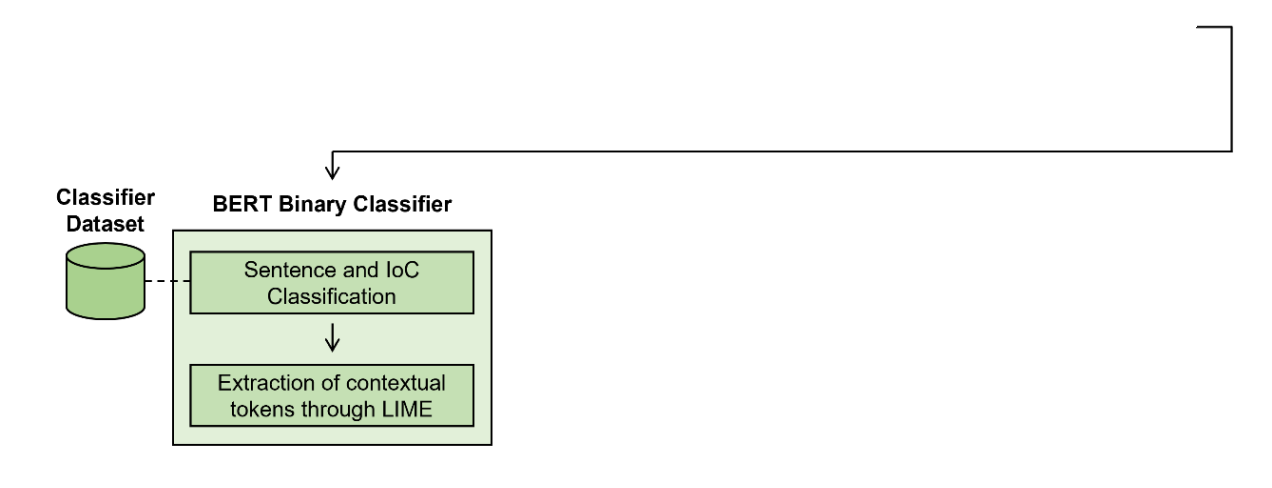 Classifier
Dataset
BERT Binary Classifier
Sentence and IoC
Classification
Extraction of contextual
tokens through LIME